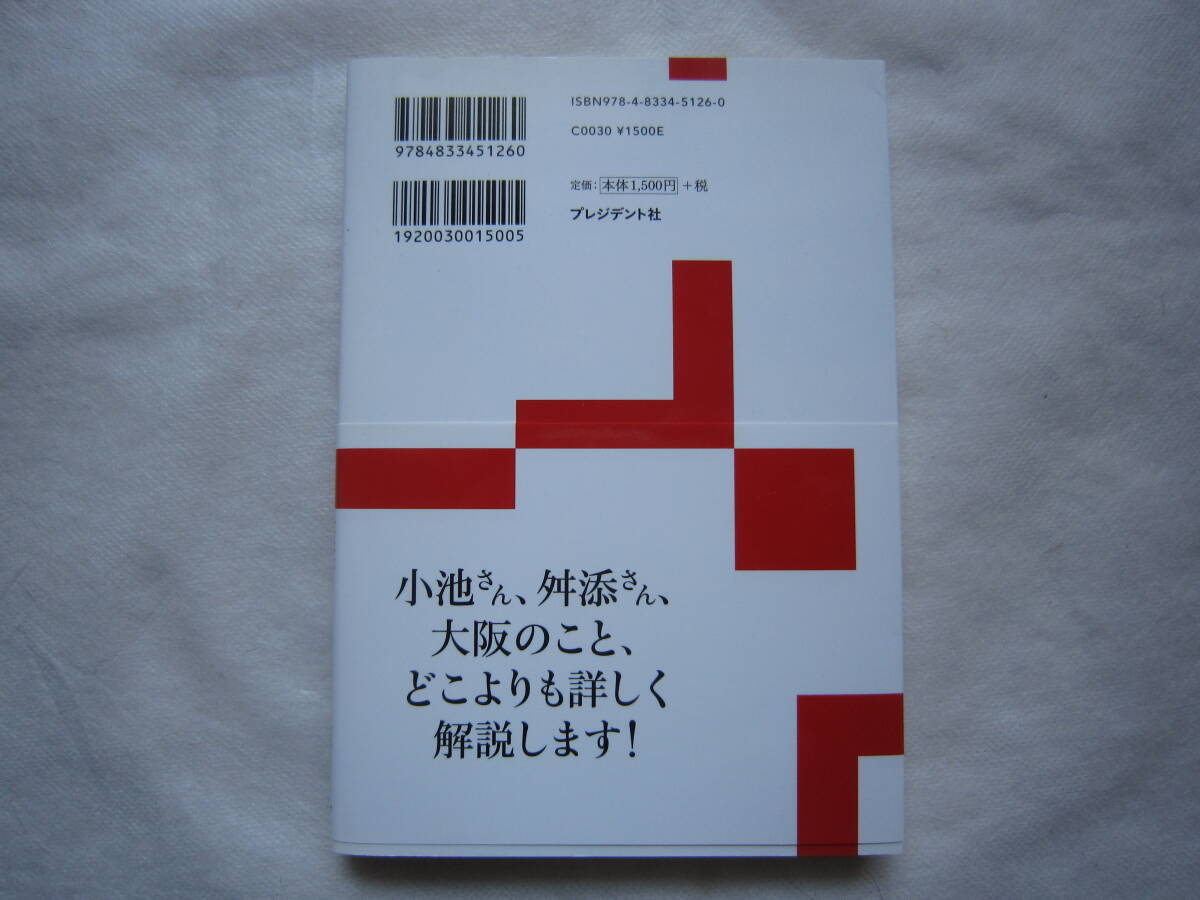 ISBN978-4-8334-5126-0
C0030 ¥1500E
9784833451260
定価：本体1,500円＋税
プレジデント社
1920030015005
小池さん、舛添さん、
大阪のこと、
どこよりも詳しく
解説します！